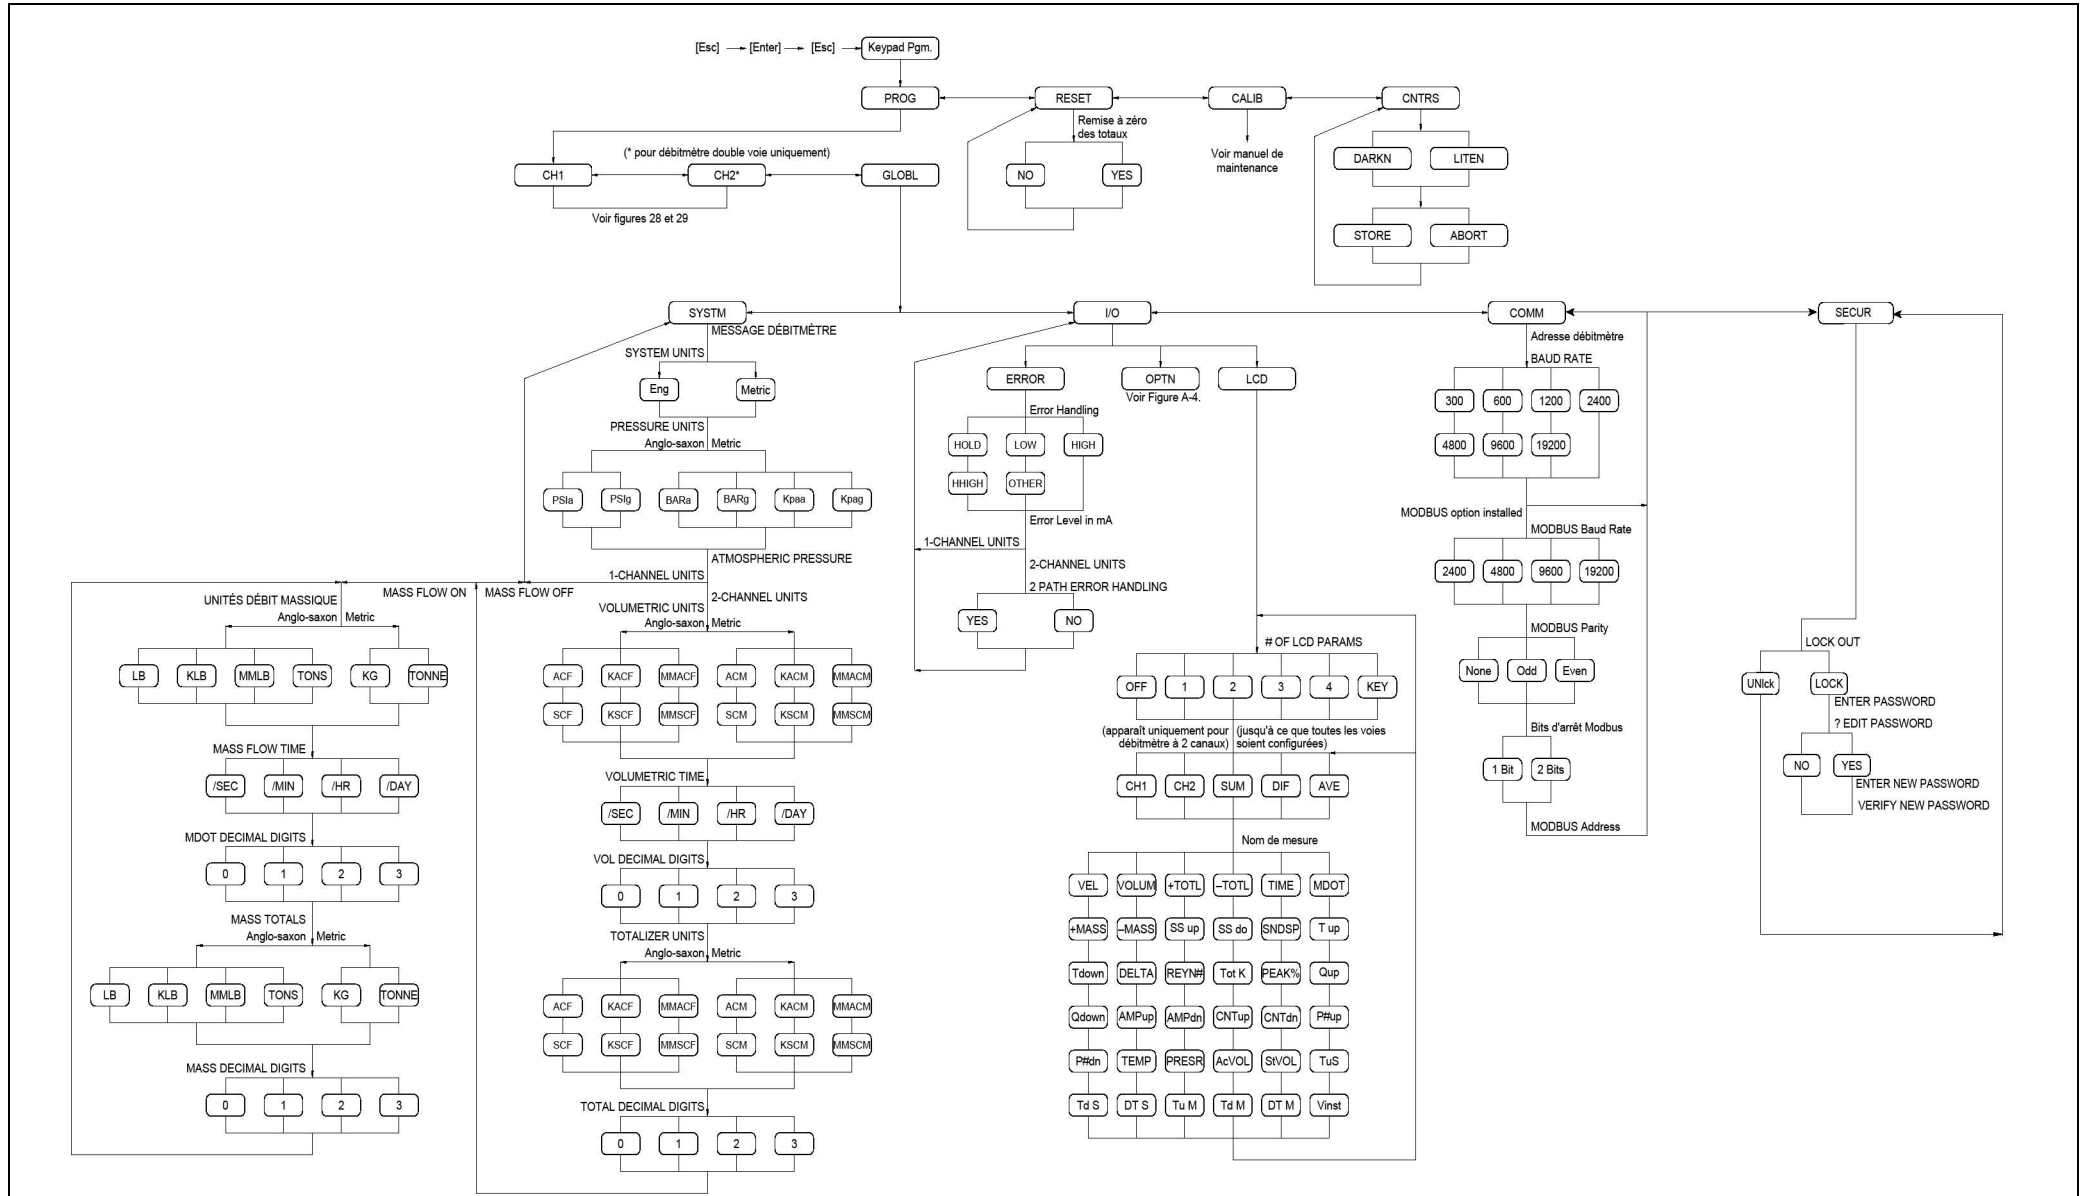 [Esc] [Enter] [Esc] Keypad Pgm.
PROG RESET CALIB CNTRS
Remise à zéro
des totaux
(* pour débitmètre double voie uniquement)
Voir manuel de
maintenance
DARKN LITEN
CH1 CH2* GLOBL
NO YES
Voir figures 28 et 29
STORE ABORT
SYSTM I/O COMM SECUR
MESSAGE DÉBITMÈTRE
SYSTEM UNITS
Eng Metric
PRESSURE UNITS
Anglo-saxon Metric
PSIa PSIg BARa BARg Kpaa Kpag
ATMOSPHERIC PRESSURE
1-CHANNEL UNITS
MASS FLOW ON MASS FLOW OFF
2-CHANNEL UNITS
UNITÉS DÉBIT MASSIQUE
Anglo-saxon Metric
LB KLB MMLB TONS KG TONNE
MASS FLOW TIME
/SEC /MIN /HR /DAY
MDOT DECIMAL DIGITS
0 1 2 3
MASS TOTALS
Anglo-saxon Metric
LB KLB MMLB TONS KG TONNE
MASS DECIMAL DIGITS
0 1 2 3
VOLUMETRIC UNITS
Anglo-saxon Metric
ACF KACF MMACF ACM KACM MMACM
SCF KSCF MMSCF SCM KSCM MMSCM
VOLUMETRIC TIME
/SEC /MIN /HR /DAY
VOL DECIMAL DIGITS
0 1 2 3
TOTALIZER UNITS
Anglo-saxon Metric
ACF KACF MMACF ACM KACM MMACM
SCF KSCF MMSCF SCM KSCM MMSCM
TOTAL DECIMAL DIGITS
0 1 2 3
ERROR OPTN LCD
Voir Figure A-4.
Error Handling
HOLD LOW HIGH
HHIGH OTHER
Error Level in mA
1-CHANNEL UNITS
2-CHANNEL UNITS
2 PATH ERROR HANDLING
YES NO
# OF LCD PARAMS
OFF 1 2 3 4 KEY
(apparaît uniquement pour
débitmètre à 2 canaux)
(jusqu'à ce que toutes les voies
soient configurées)
CH1 CH2 SUM DIF AVE
Nom de mesure
VEL VOLUM +TOTL –TOTL TIME MDOT
+MASS –MASS SS up SS do SNDSP T up
Tdown DELTA REYN# Tot K PEAK% Qup
Qdown AMPup AMPdn CNTup CNTdn P#up
P#dn TEMP PRESR AcVOL StVOL TuS
Td S DT S Tu M Td M DT M Vinst
Adresse débitmètre
BAUD RATE
300 600 1200 2400
4800 9600 19200
MODBUS option installed
MODBUS Baud Rate
2400 4800 9600 19200
MODBUS Parity
None Odd Even
Bits d'arrêt Modbus
1 Bit 2 Bits
MODBUS Address
LOCK OUT
UNlck LOCK
ENTER PASSWORD
? EDIT PASSWORD
NO YES
ENTER NEW PASSWORD
VERIFY NEW PASSWORD